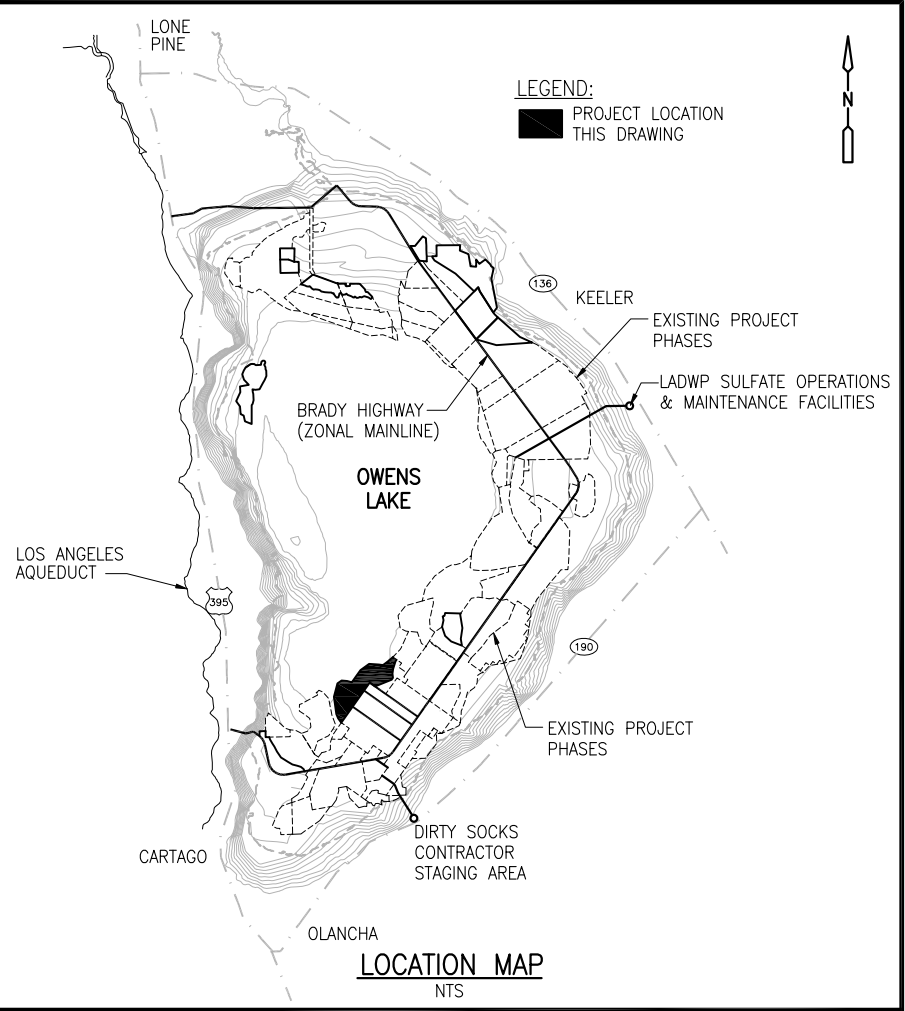 LONE
PINE
LEGEND:
PROJECT LOCATION
THIS DRAWING
N
136
KEELER
EXISTING PROJECT
PHASES
LADWP SULFATE OPERATIONS
& MAINTENANCE FACILITIES
BRADY HIGHWAY
(ZONAL MAINLINE)
OWENS
LAKE
LOS ANGELES
AQUEDUCT
395
190
EXISTING PROJECT
PHASES
DIRTY SOCKS
CONTRACTOR
STAGING AREA
CARTAGO
OLANCHA
LOCATION MAP
NTS